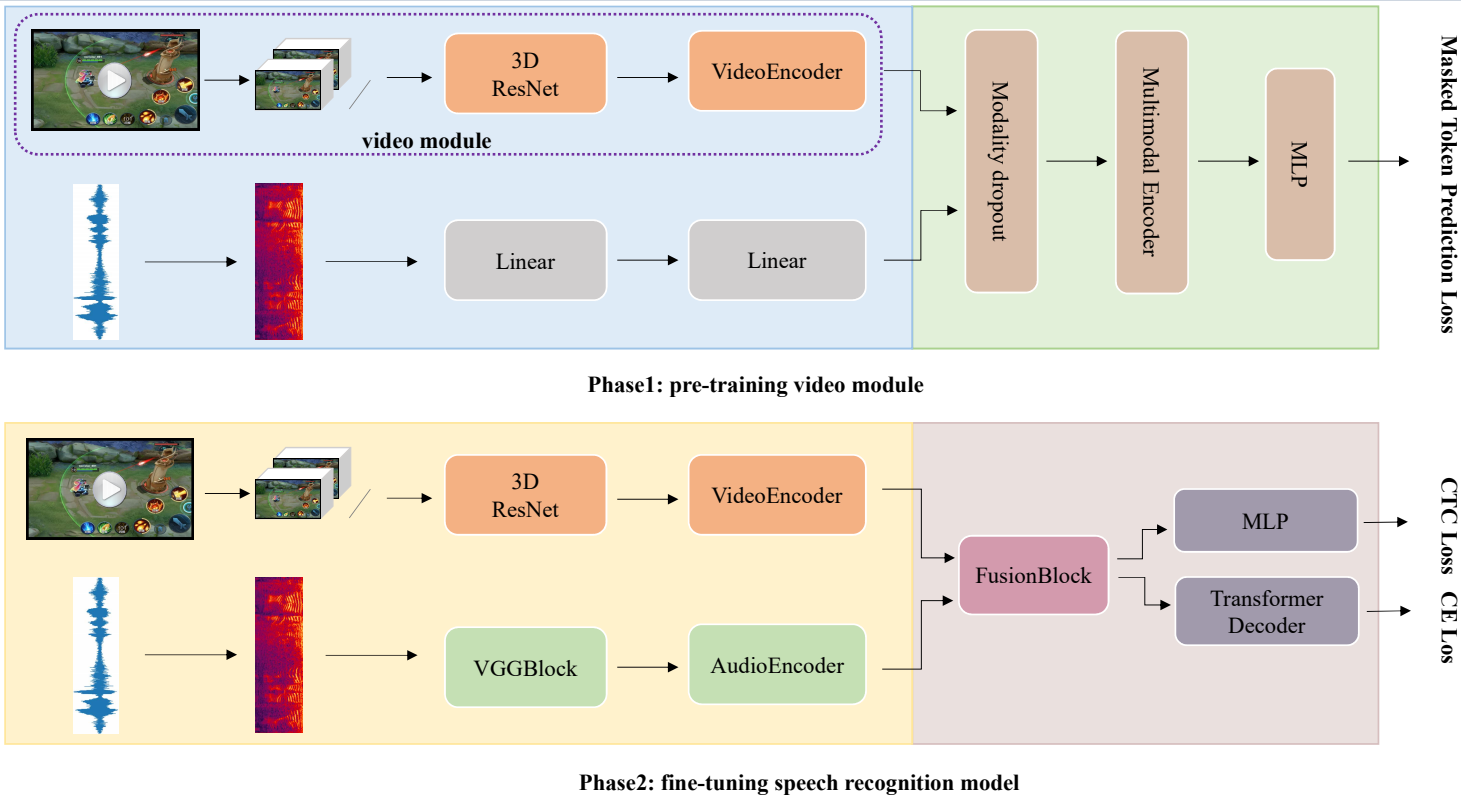 3D
ResNet
VideoEncoder
video module
Linear
Linear
Modality dropout
Multimodal Encoder
MLP
Masked Token Prediction Loss
Phase1: pre-training video module
3D
ResNet
VideoEncoder
VGGBlock
AudioEncoder
FusionBlock
MLP
Transformer
Decoder
CTC Loss
CE Los
Phase2: fine-tuning speech recognition model